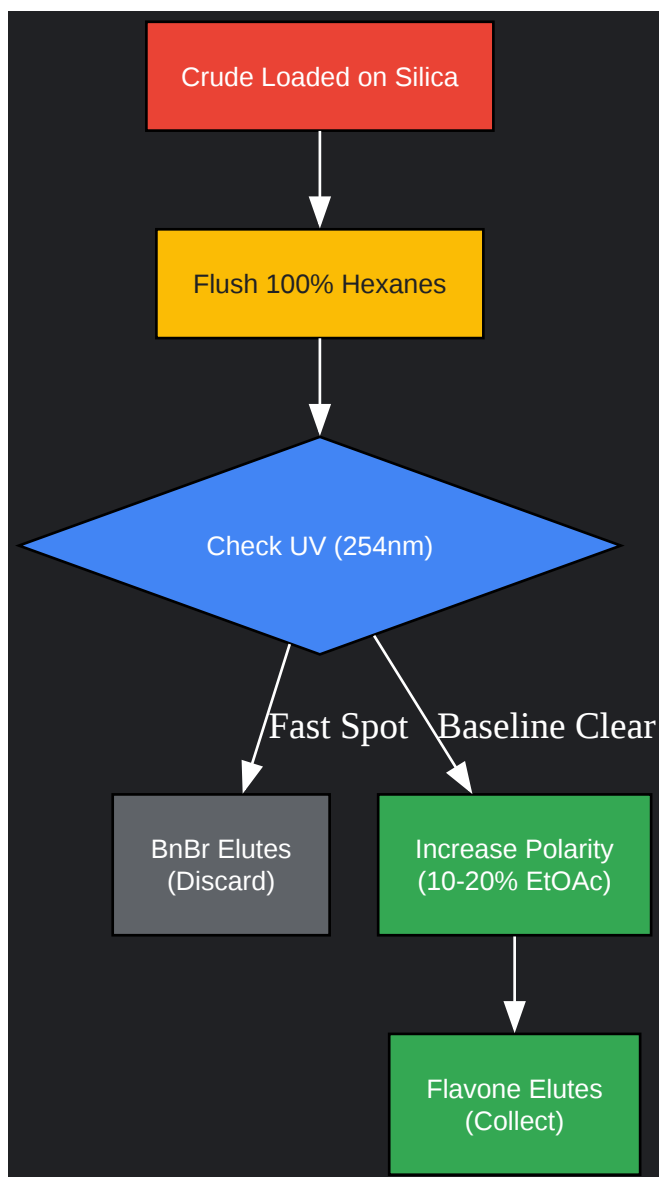 Crude Loaded on Silica
Flush 100% Hexanes
Check UV (254nm)
Fast Spot
Baseline Clear
BnBr Elutes
(Discard)
Increase Polarity
(10-20% EtOAc)
Flavone Elutes
(Collect)